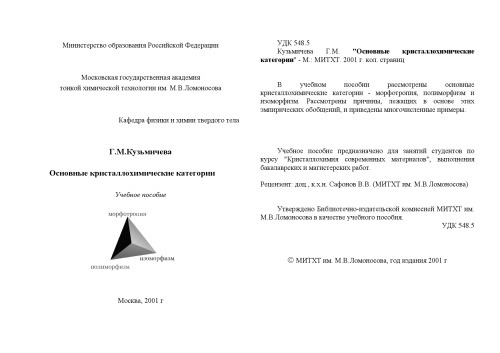 Министерство образования Российской Федерации
Московская государственная академия
тонкой химической технологии им. М.В.Ломоносова
Кафедра физики и химии твердого тела
Г.М.Кузьмичева
Основные кристаллохимические категории
Учебное пособие
морфотропия
изоморфизм
полиморфизм
Москва, 2001 г
УДК 548.5
Кузьмичева Г.М. "Основные кристаллохимические
категории" - М.: МИТХТ. 2001 г. коп. страниц
В учебном пособии рассмотрены основные
кристаллохимические категории - морфотропия, полиморфизм и
изоморфизм. Рассмотрены причины, лежащих в основе этих
эмпирических обобщений, и приведены многочисленные примеры.
Учебное пособие предназначено для занятий студентов по
курсу "Кристаллохимия современных материалов", выполнения
бакалаврских и магистерских работ.
Рецензент: доц., к.х.н. Сафонов В.В. (МИТХТ им. М.В.Ломоносова)
Утверждено Библиотечно-издательской комиссией МИТХТ им.
М.В.Ломоносова в качестве учебного пособия.
УДК 548.5
© МИТХТ им. М.В.Ломоносова, год издания 2001 г